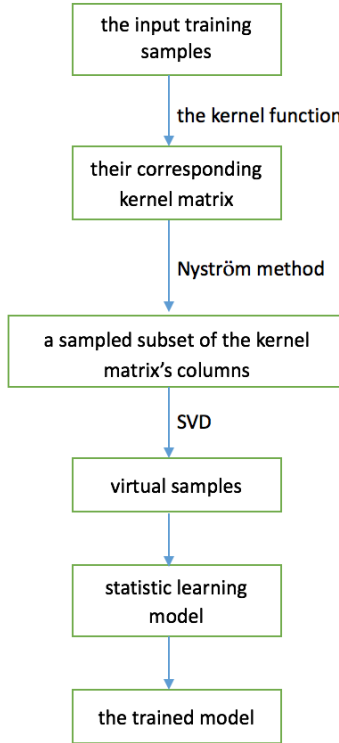 the input training
samples
the kernel function
their corresponding
kernel matrix
Nyström method
a sampled subset of the kernel
matrix's columns
SVD
virtual samples
statistic learning
model
the trained model